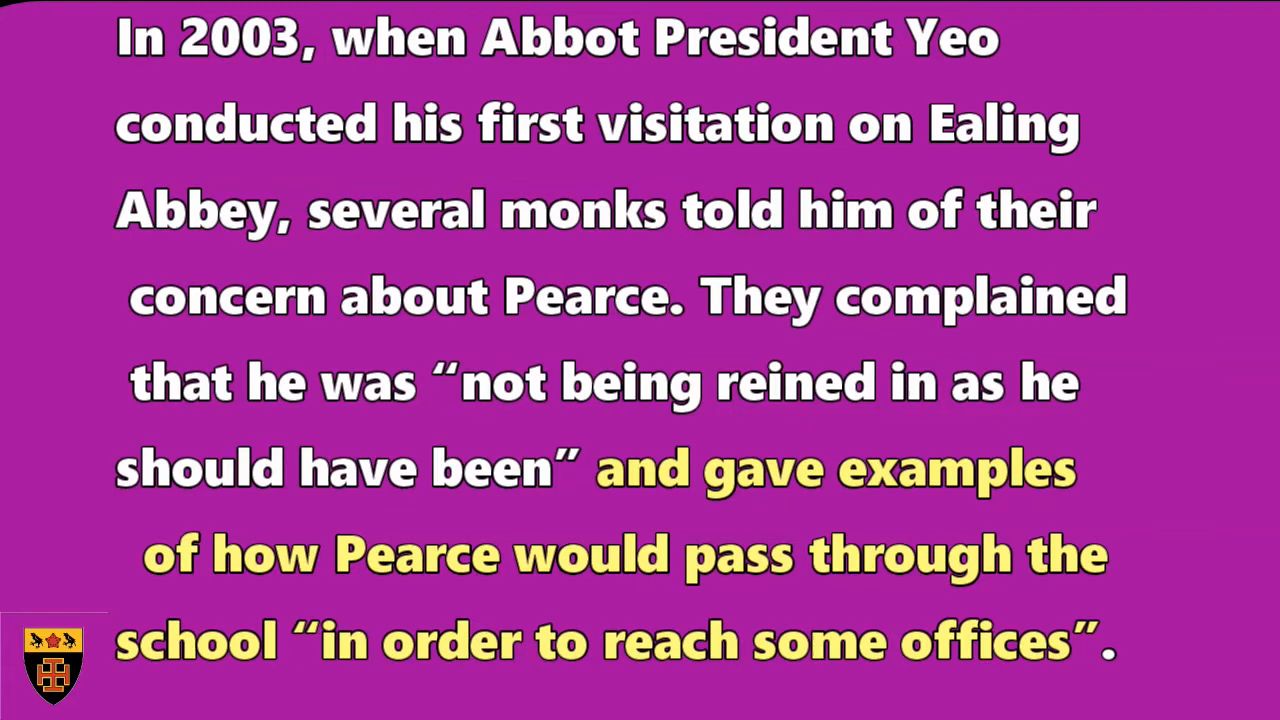 In 2003, when Abbot President Yeo
conducted his first visitation on Ealing
Abbey, several monks told him of their
concern about Pearce. They complained
that he was “not being reined in as he
should have been” and gave examples
of how Pearce would pass through the
school “in order to reach some offices”.